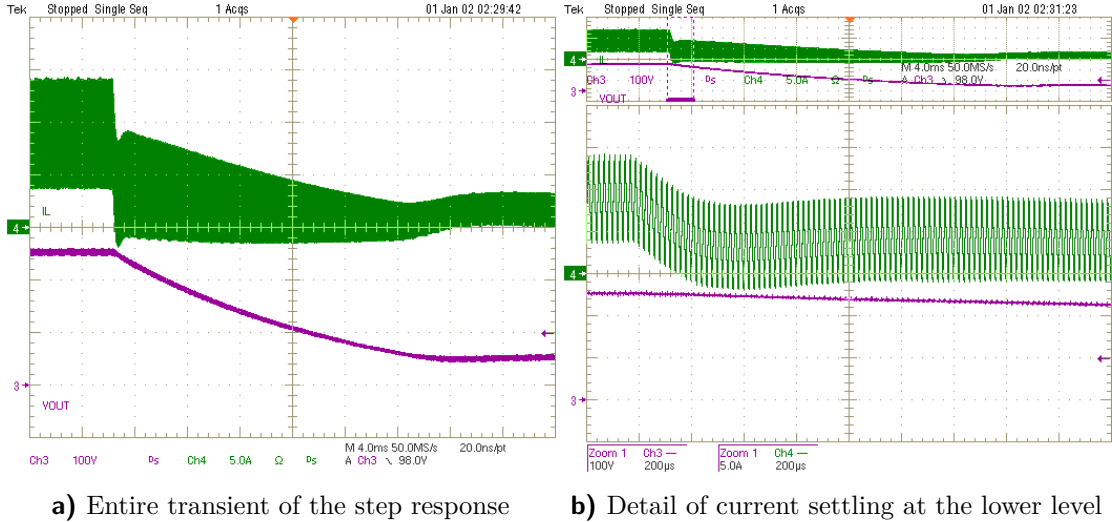 Tek Stopped Single Seq 1 Acqs 01 Jan 02 02:29:42
IL
4
3
VOUT
M 4.0ms 50.0MS/s 20.0ns/pt
Ch3 100V Ds Ch4 5.0A Ω Ds A Ch3 ∖ 98.0V
a) Entire transient of the step response
Tek Stopped Single Seq 1 Acqs 01 Jan 02 02:31:23
4
IL
M 4.0ms 50.0MS/s 20.0ns/pt
Ch3 100V Ds Ch4 5.0A Ω Ds A Ch3 ∖ 98.0V
3
VOUT
4
3
Zoom 1 Ch3
100V 200µs
Zoom 1 Ch4
5.0A 200µs
b) Detail of current settling at the lower level